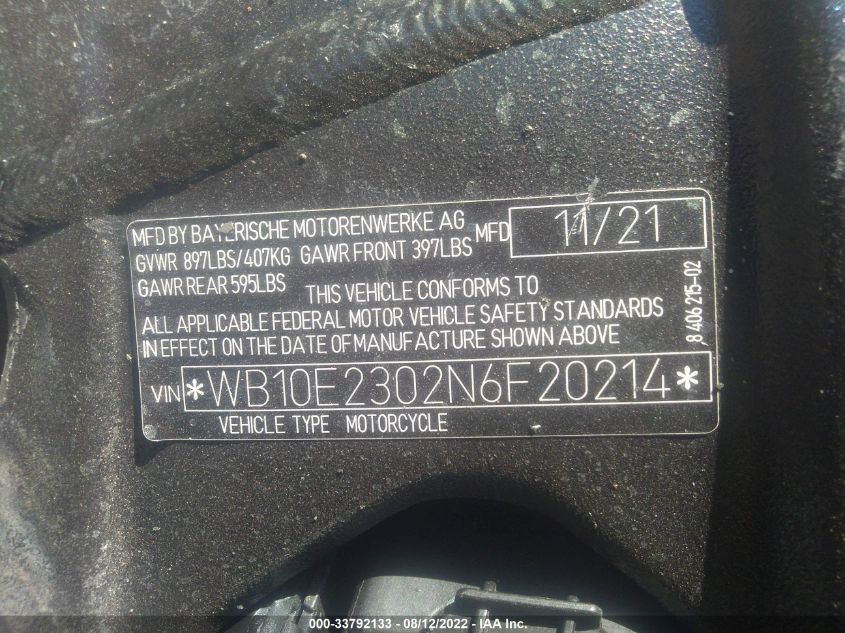 MFD BY BAYERISCHE MOTORENWERKE AG MFD 11/21
GVWR 897LBS/407KG GAWR FRONT 397LBS
GAWR REAR 595LBS
THIS VEHICLE CONFORMS TO
ALL APPLICABLE FEDERAL MOTOR VEHICLE SAFETY STANDARDS
IN EFFECT ON THE DATE OF MANUFACTURE SHOWN ABOVE
8 406 215-02
VIN *WB10E2302N6F20214*
VEHICLE TYPE MOTORCYCLE
000-33792133 - 08/12/2022 - © IAA Inc.